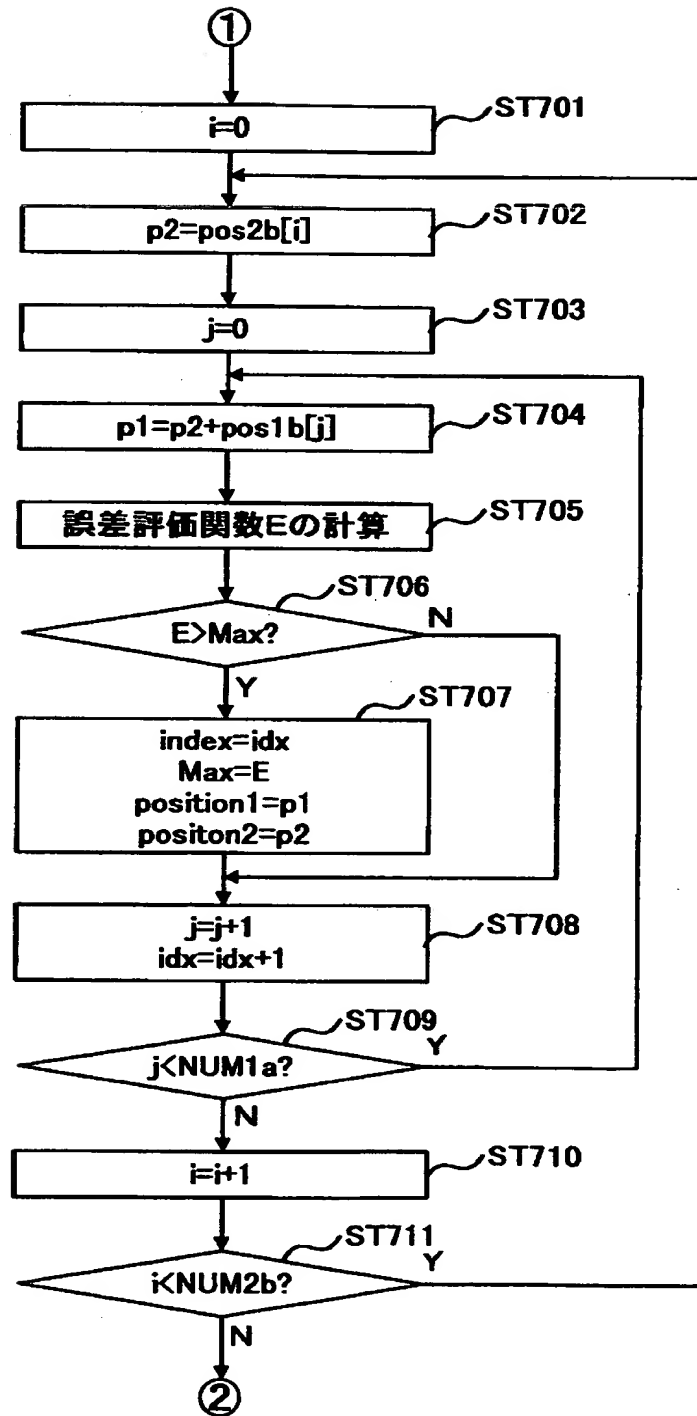 ①
ST701
i=0
ST702
p2=pos2b[i]
ST703
j=0
ST704
p1=p2+pos1b[j]
ST705
誤差評価関数Eの計算
ST706
E>Max?
N
Y
ST707
index=idx
Max=E
position1=p1
positon2=p2
ST708
j=j+1
idx=idx+1
ST709
j<NUM1a?
Y
N
ST710
i=i+1
ST711
i<NUM2b?
Y
N
②